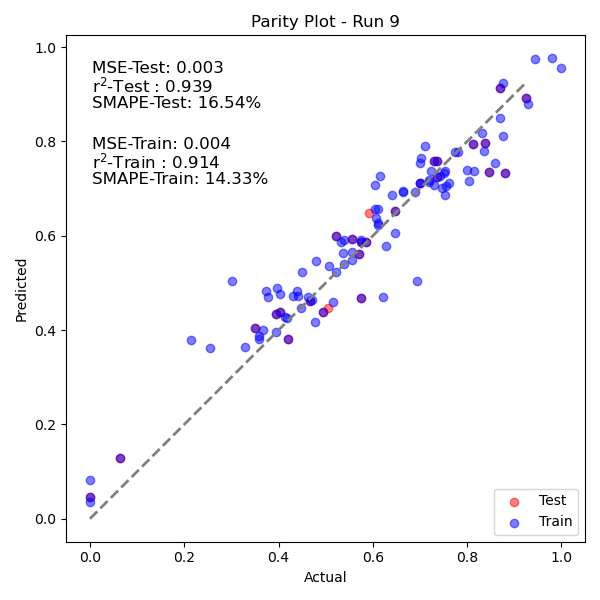 Parity Plot - Run 9
MSE-Test: 0.003
r²-Test : 0.939
SMAPE-Test: 16.54%
MSE-Train: 0.004
r²-Train : 0.914
SMAPE-Train: 14.33%
1.0
0.8
0.6
0.4
0.2
0.0
Predicted
Test
Train
0.0 0.2 0.4 0.6 0.8 1.0
Actual